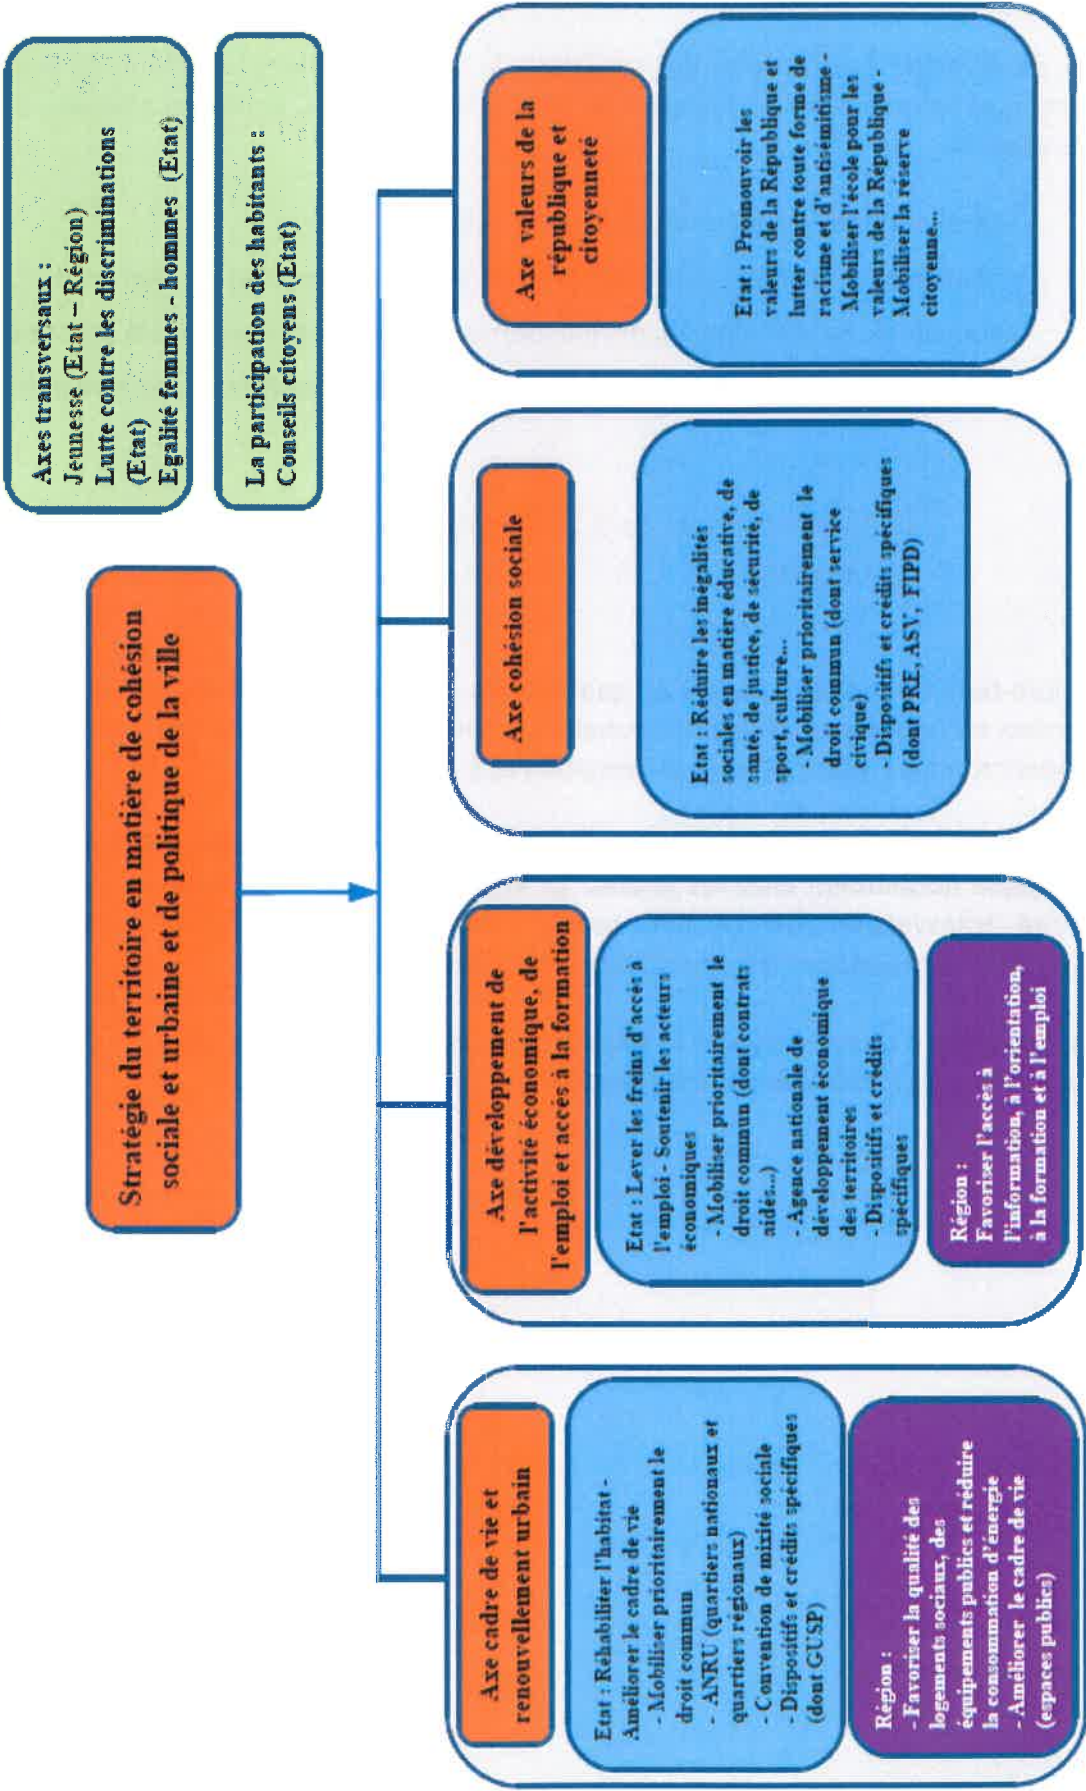 Stratégie du territoire en matière de cohésion
sociale et urbaine et de politique de la ville
Axes transversaux :
Jeunesse (Etat – Région)
Lutte contre les discriminations
(Etat)
Egalité femmes - hommes (Etat)
La participation des habitants :
Conseils citoyens (Etat)
Axe cadre de vie et
renouvellement urbain
Etat : Réhabiliter l'habitat -
Améliorer le cadre de vie
- Mobiliser prioritairement le
droit commun
- ANRU (quartiers nationaux et
quartiers régionaux)
- Convention de mixité sociale
- Dispositifs et crédits spécifiques
(dont GUSP)
Région :
- Favoriser la qualité des
logements sociaux, des
équipements publics et réduire
la consommation d'énergie
- Améliorer le cadre de vie
(espaces publics)
Axe développement de
l'activité économique, de
l'emploi et accès à la formation
Etat : Lever les freins d'accès à
l'emploi - Soutenir les acteurs
économiques
- Mobiliser prioritairement le
droit commun (dont contrats
aidés...)
- Agence nationale de
développement économique
des territoires
- Dispositifs et crédits
spécifiques
Région :
Favoriser l'accès à
l'information, à l'orientation,
à la formation et à l'emploi
Axe cohésion sociale
Etat : Réduire les inégalités
sociales en matière éducative, de
santé, de justice, de sécurité, de
sport, culture...
- Mobiliser prioritairement le
droit commun (dont service
civique)
- Dispositifs et crédits spécifiques
(dont PRE, ASV, FIPD)
Axe valeurs de la
république et
citoyenneté
Etat : Promouvoir les
valeurs de la République et
lutter contre toute forme de
racisme et d'antisémitisme -
Mobiliser l'école pour les
valeurs de la République -
Mobiliser la réserve
citoyenne...